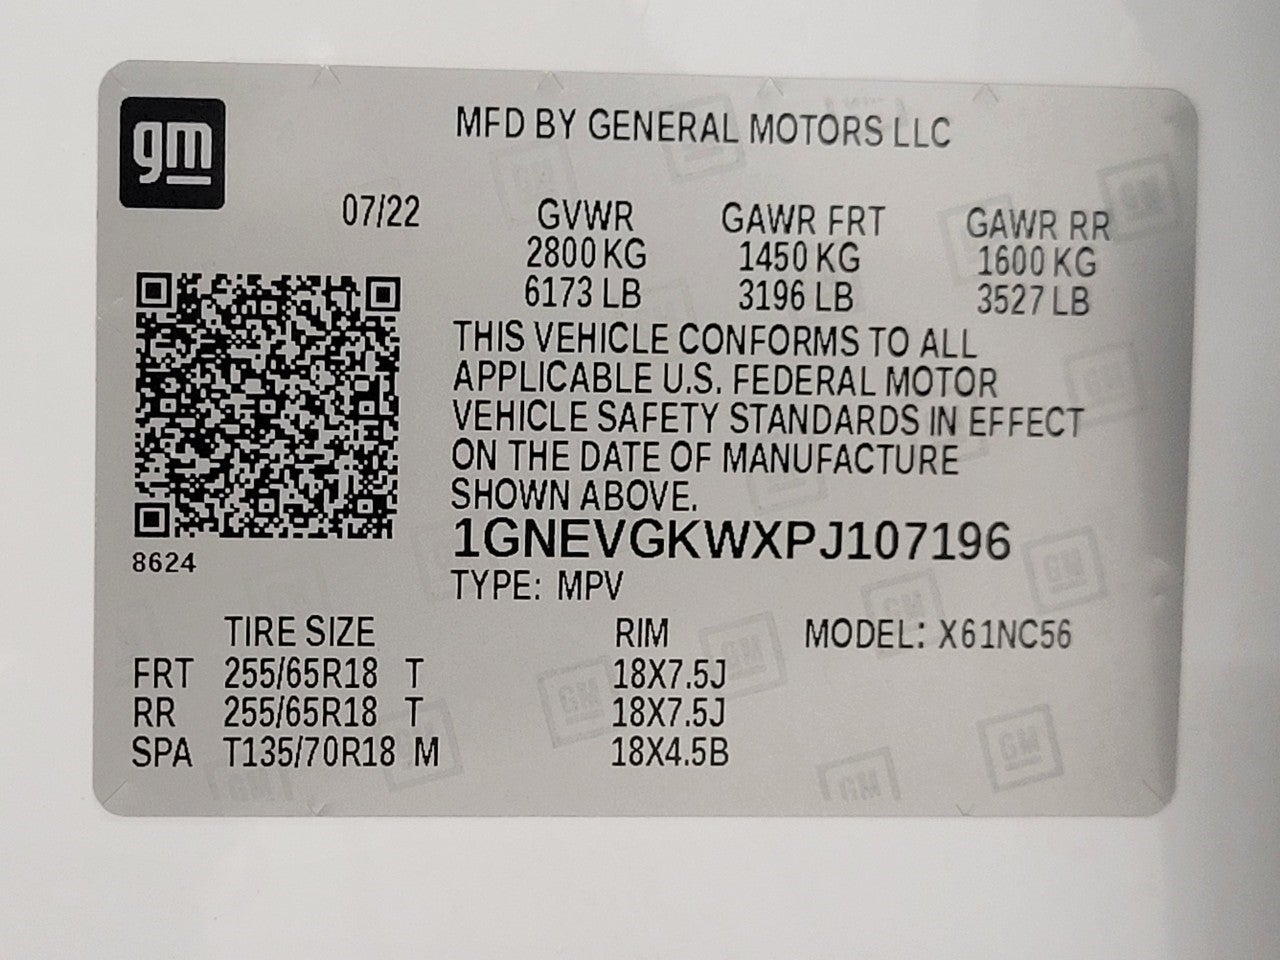 gm
MFD BY GENERAL MOTORS LLC
07/22 GVWR GAWR FRT GAWR RR
2800 KG 1450 KG 1600 KG
6173 LB 3196 LB 3527 LB
THIS VEHICLE CONFORMS TO ALL
APPLICABLE U.S. FEDERAL MOTOR
VEHICLE SAFETY STANDARDS IN EFFECT
ON THE DATE OF MANUFACTURE
SHOWN ABOVE.
1GNEVGKWXPJ107196
8624
TYPE: MPV
TIRE SIZE RIM MODEL: X61NC56
FRT 255/65R18 T 18X7.5J
RR 255/65R18 T 18X7.5J
SPA T135/70R18 M 18X4.5B